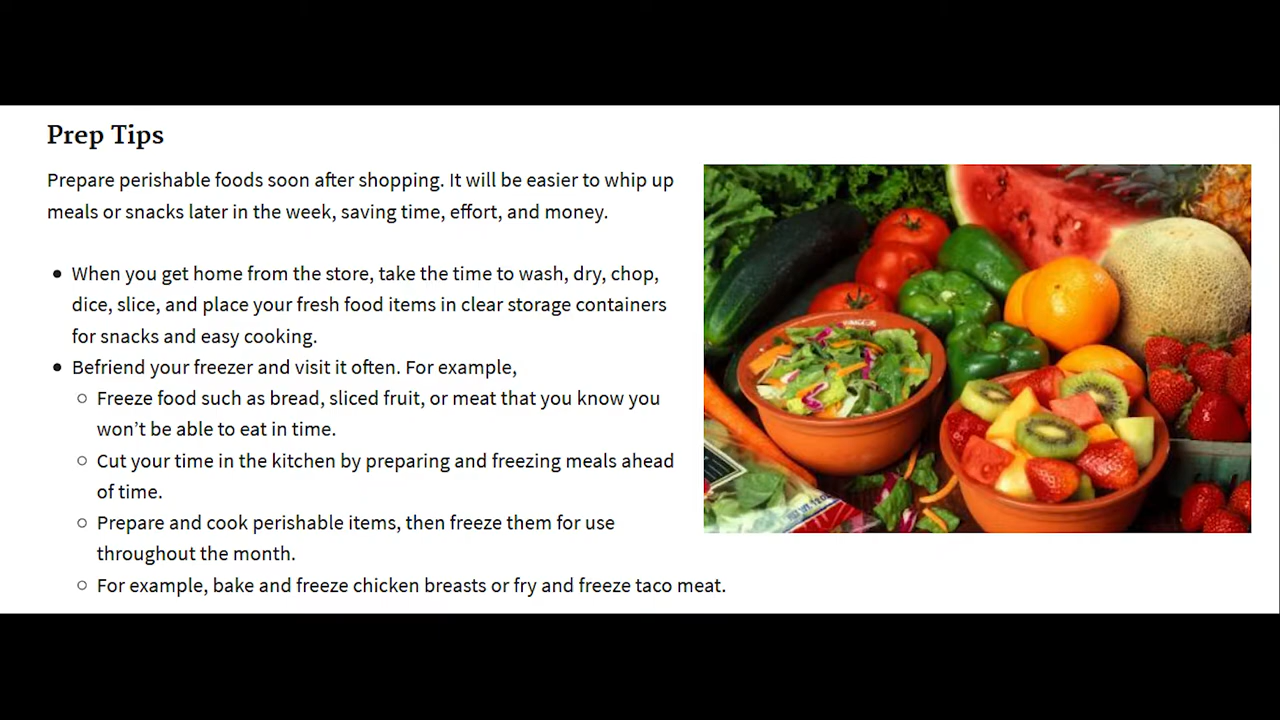 Prep Tips
Prepare perishable foods soon after shopping. It will be easier to whip up
meals or snacks later in the week, saving time, effort, and money.
When you get home from the store, take the time to wash, dry, chop,
dice, slice, and place your fresh food items in clear storage containers
for snacks and easy cooking.
Befriend your freezer and visit it often. For example,
Freeze food such as bread, sliced fruit, or meat that you know you
won’t be able to eat in time.
Cut your time in the kitchen by preparing and freezing meals ahead
of time.
Prepare and cook perishable items, then freeze them for use
throughout the month.
For example, bake and freeze chicken breasts or fry and freeze taco meat.